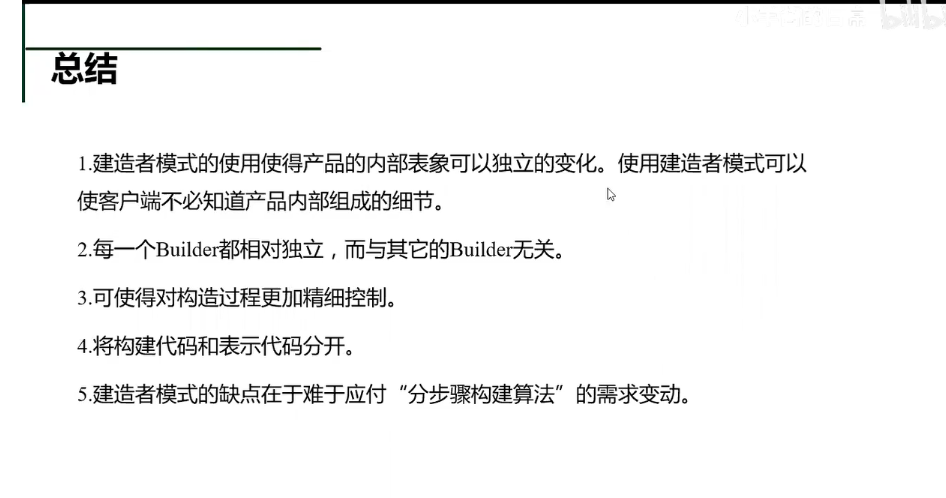 总结
1.建造者模式的使用使得产品的内部表象可以独立的变化。使用建造者模式可以
使客户端不必知道产品内部组成的细节。
2.每一个Builder都相对独立，而与其它的Builder无关。
3.可使得对构造过程更加精细控制。
4.将构建代码和表示代码分开。
5.建造者模式的缺点在于难于应付“分步骤构建算法”的需求变动。